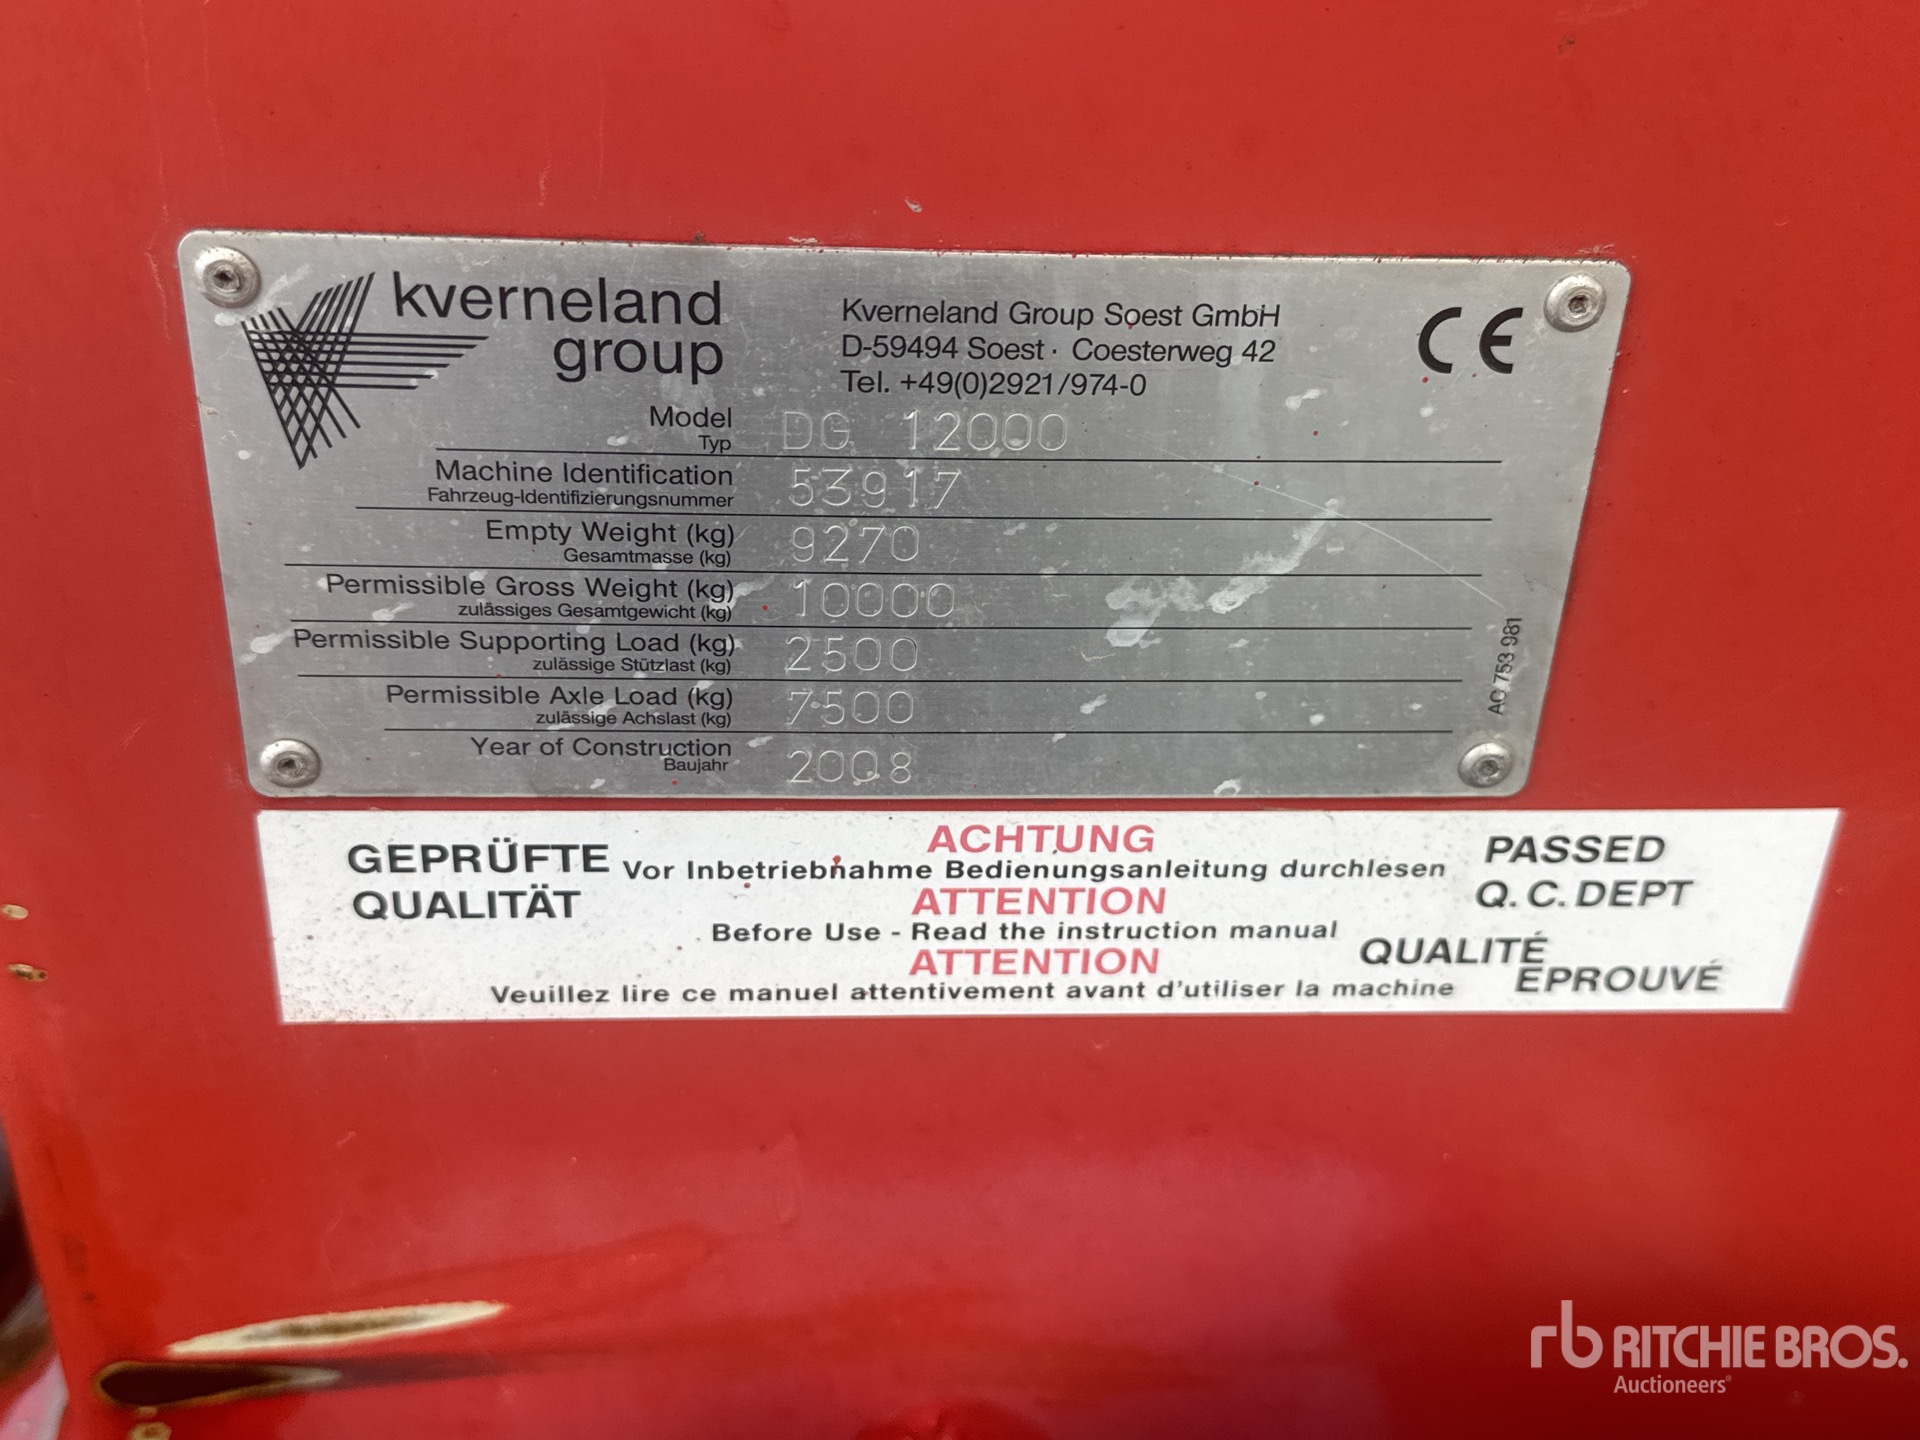 kverneland
group
Kverneland Group Soest GmbH
D-59494 Soest · Coesterweg 42
Tel. +49(0)2921/974-0
CE
Model
Typ
DG 12000
Machine Identification
Fahrzeug-Identifizierungsnummer
53917
Empty Weight (kg)
Gesamtmasse (kg)
9270
Permissible Gross Weight (kg)
zulässiges Gesamtgewicht (kg)
10000
Permissible Supporting Load (kg)
zulässige Stützlast (kg)
2500
Permissible Axle Load (kg)
zulässige Achslast (kg)
7500
Year of Construction
Baujahr
2008
AC 753 981
GEPRÜFTE
QUALITÄT
ACHTUNG
Vor Inbetriebnahme Bedienungsanleitung durchlesen
ATTENTION
Before Use - Read the instruction manual
ATTENTION
Veuillez lire ce manuel attentivement avant d'utiliser la machine
PASSED
Q. C. DEPT
QUALITÉ
EPROUVÉ
rb RITCHIE BROS.
Auctioneers